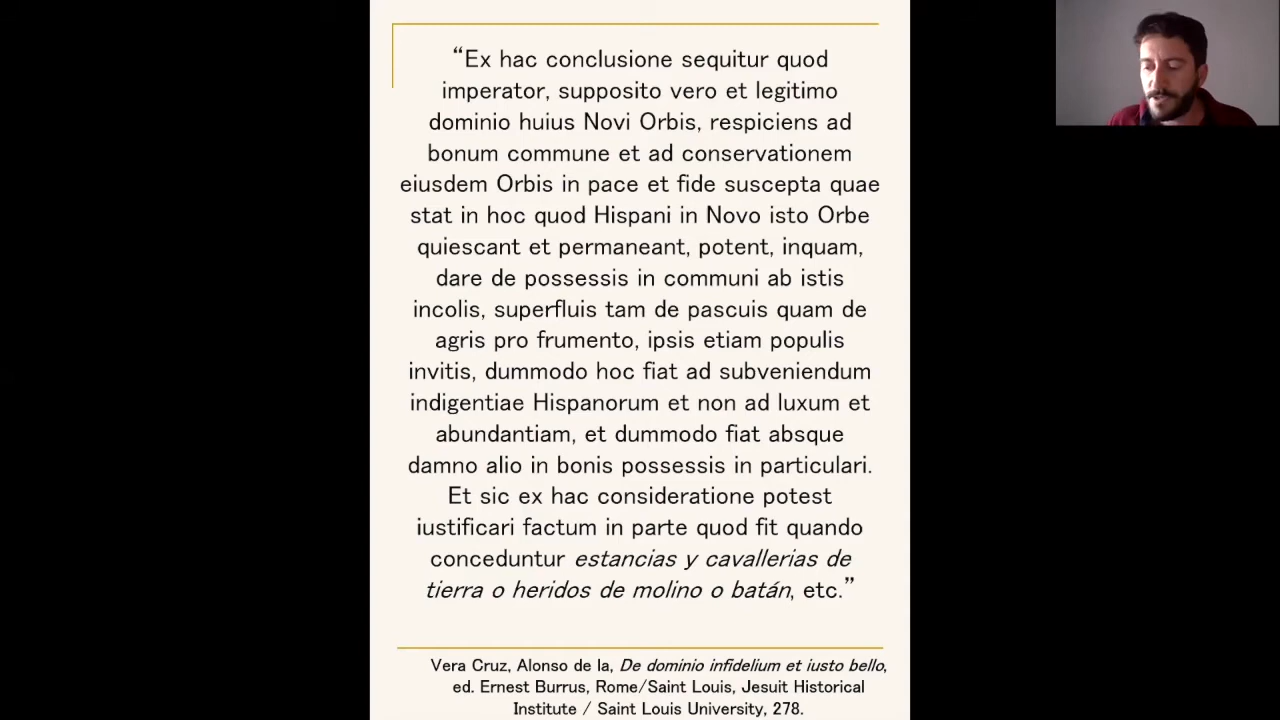 “Ex hac conclusione sequitur quod
imperator, supposito vero et legitimo
dominio huius Novi Orbis, respiciens ad
bonum commune et ad conservationem
eiusdem Orbis in pace et fide suscepta quae
stat in hoc quod Hispani in Novo isto Orbe
quiescant et permaneant, potent, inquam,
dare de possessis in communi ab istis
incolis, superfluis tam de pascuis quam de
agris pro frumento, ipsis etiam populis
invitis, dummodo hoc fiat ad subveniendum
indigentiae Hispanorum et non ad luxum et
abundantiam, et dummodo fiat absque
damno alio in bonis possessis in particulari.
Et sic ex hac consideratione potest
iustificari factum in parte quod fit quando
conceduntur estancias y cavallerias de
tierra o heridos de molino o batán, etc.”
Vera Cruz, Alonso de la, De dominio infidelium et iusto bello,
ed. Ernest Burrus, Rome/Saint Louis, Jesuit Historical
Institute / Saint Louis University, 278.